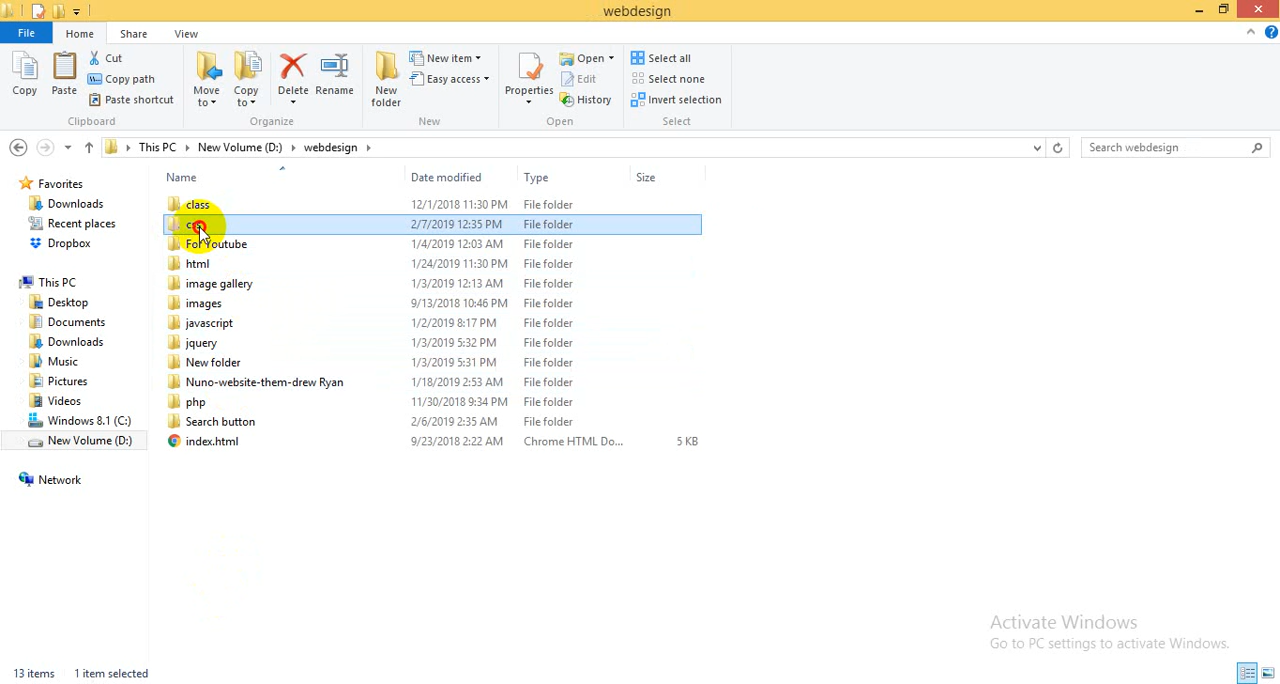 webdesign
File Home Share View
Copy Paste Cut Copy path Paste shortcut
Move to Copy to Delete Rename
New folder New item Easy access
Properties Open Edit History
Select all Select none Invert selection
Clipboard Organize New Open Select
This PC New Volume (D:) webdesign Search webdesign
Name Date modified Type Size
Favorites
Downloads
Recent places
Dropbox
This PC
Desktop
Documents
Downloads
Music
Pictures
Videos
Windows 8.1 (C:)
New Volume (D:)
Network
class 12/1/2018 11:30 PM File folder
2/7/2019 12:35 PM File folder
For Youtube 1/4/2019 12:03 AM File folder
html 1/24/2019 11:30 PM File folder
image gallery 1/3/2019 12:13 AM File folder
images 9/13/2018 10:46 PM File folder
javascript 1/2/2019 8:17 PM File folder
jquery 1/3/2019 5:32 PM File folder
New folder 1/3/2019 5:31 PM File folder
Nuno-website-them-drew Ryan 1/18/2019 2:53 AM File folder
php 11/30/2018 9:34 PM File folder
Search button 2/6/2019 2:35 AM File folder
index.html 9/23/2018 2:22 AM Chrome HTML Do... 5 KB
Activate Windows
Go to PC settings to activate Windows.
13 items 1 item selected